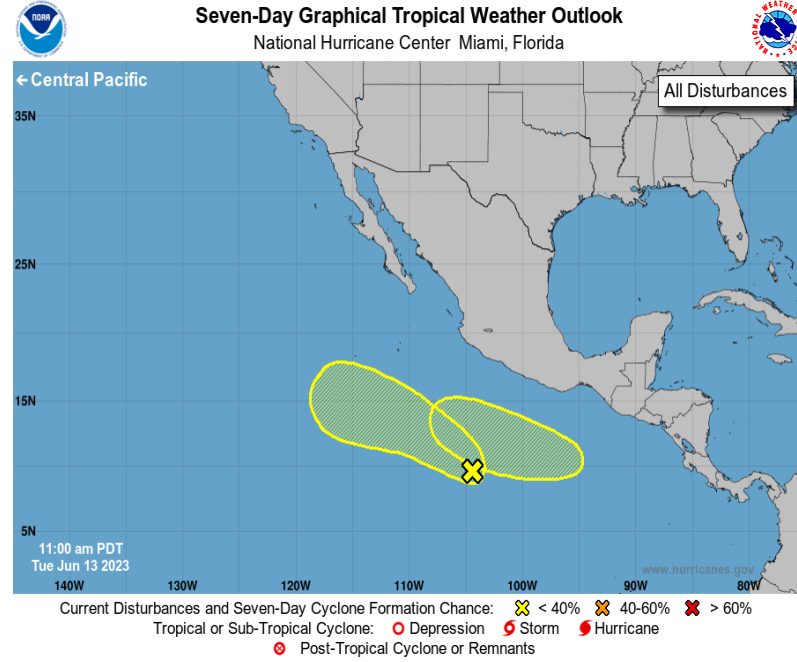 NOAA
Seven-Day Graphical Tropical Weather Outlook
National Hurricane Center Miami, Florida
NATIONAL WEATHER
←Central Pacific
All Disturbances
35N
25N
15N
5N
11:00 am PDT
Tue Jun 13 2023
www.hurricanes.gov
140W 130W 120W 110W 100W 90W 80W
Current Disturbances and Seven-Day Cyclone Formation Chance: < 40% 40-60% > 60%
Tropical or Sub-Tropical Cyclone: Depression Storm Hurricane
Post-Tropical Cyclone or Remnants